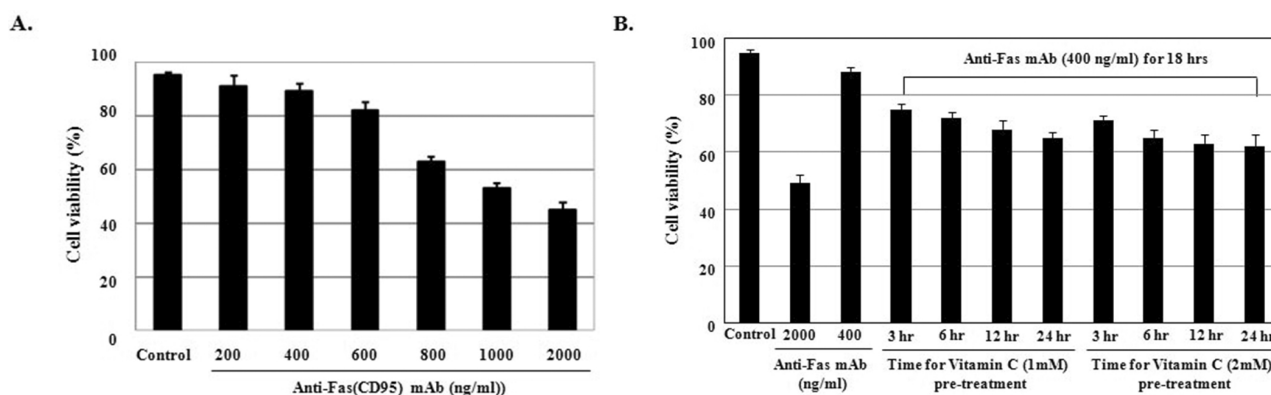 A.
Cell viability (%)
100
80
60
40
20
0
Control 200 400 600 800 1000 2000
Anti-Fas(CD95) mAb (ng/ml))
B.
Cell viability (%)
100
80
60
40
20
0
Anti-Fas mAb (400 ng/ml) for 18 hrs
Control 2000 400 3 hr 6 hr 12 hr 24 hr 3 hr 6 hr 12 hr 24 hr
Anti-Fas mAb
(ng/ml)
Time for Vitamin C (1mM)
pre-treatment
Time for Vitamin C (2mM)
pre-treatment